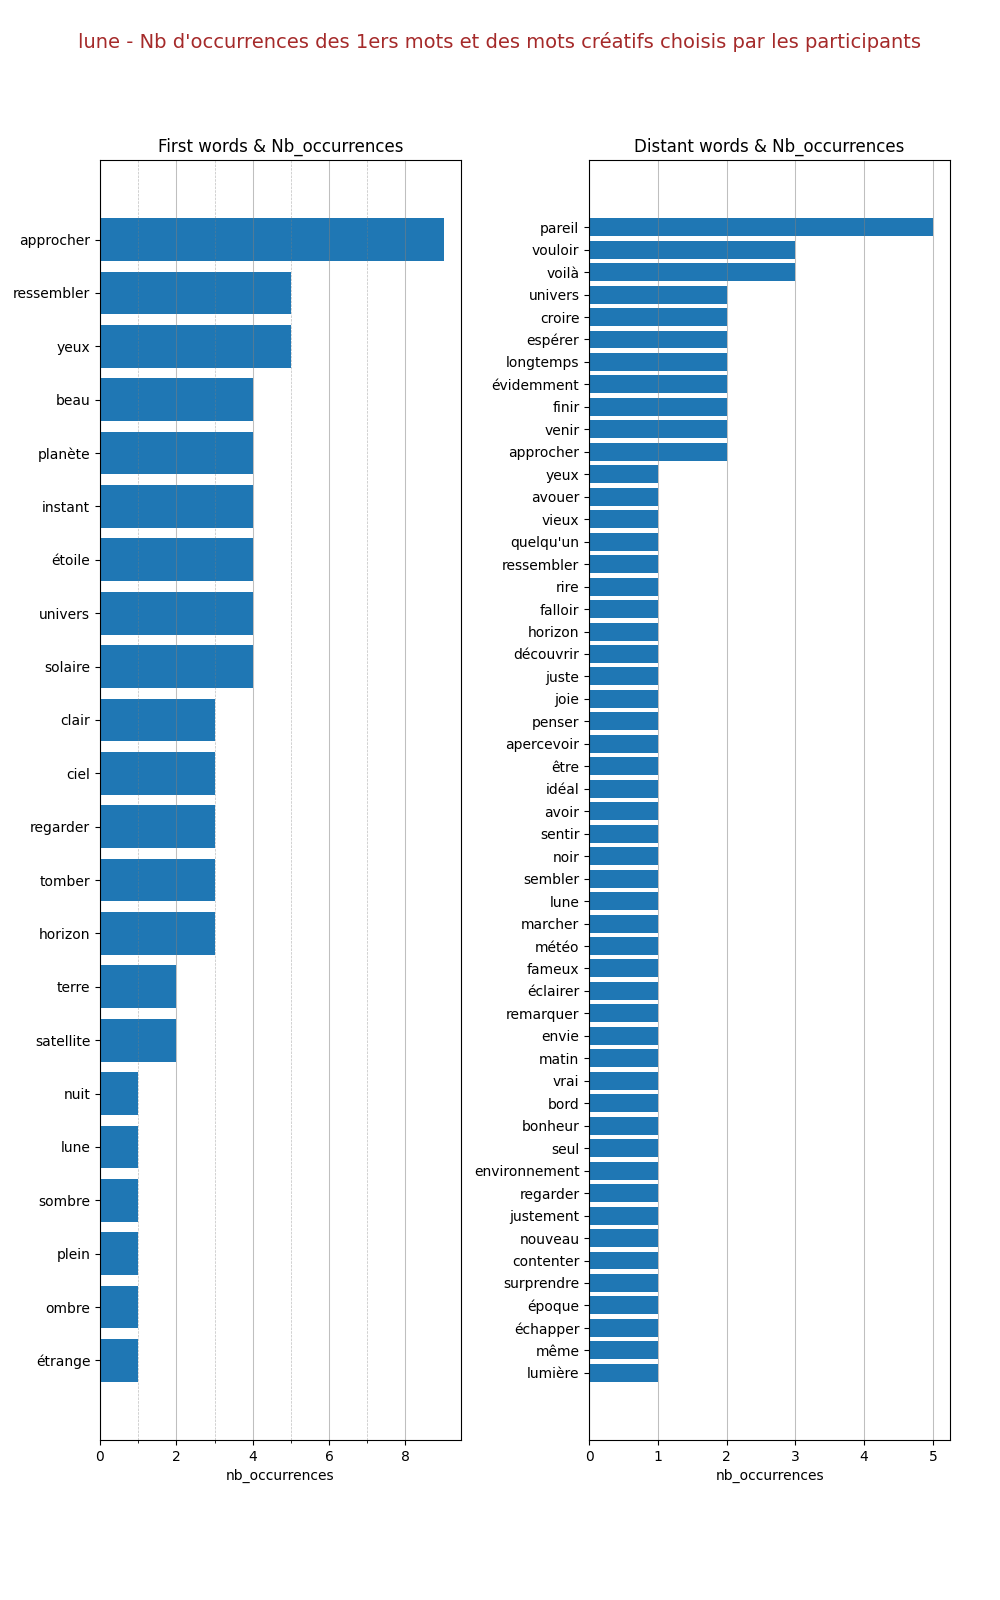 lune - Nb d'occurrences des 1ers mots et des mots créatifs choisis par les participants
First words & Nb_occurrences
approcher
ressembler
yeux
beau
planète
instant
étoile
univers
solaire
clair
ciel
regarder
tomber
horizon
terre
satellite
nuit
lune
sombre
plein
ombre
étrange
0 2 4 6 8
nb_occurrences
Distant words & Nb_occurrences
pareil
vouloir
voilà
univers
croire
espérer
longtemps
évidemment
finir
venir
approcher
yeux
avouer
vieux
quelqu'un
ressembler
rire
falloir
horizon
découvrir
juste
joie
penser
apercevoir
être
idéal
avoir
sentir
noir
sembler
lune
marcher
météo
fameux
éclairer
remarquer
envie
matin
vrai
bord
bonheur
seul
environnement
regarder
justement
nouveau
contenter
surprendre
époque
échapper
même
lumière
0 1 2 3 4 5
nb_occurrences